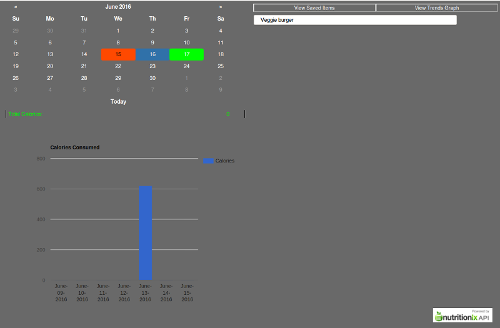 « June 2016 »
Su Mo Tu We Th Fr Sa
29 30 31 1 2 3 4
5 6 7 8 9 10 11
12 13 14 15 16 17 18
19 20 21 22 23 24 25
26 27 28 29 30 1 2
3 4 5 6 7 8 9
Today
Total Calories: 0
Calories Consumed
800
600
400
200
0
Calories
June-09-2016 June-10-2016 June-11-2016 June-12-2016 June-13-2016 June-14-2016 June-15-2016
View Saved Items View Trends Graph
Veggie burger
Powered by
nutritionix API